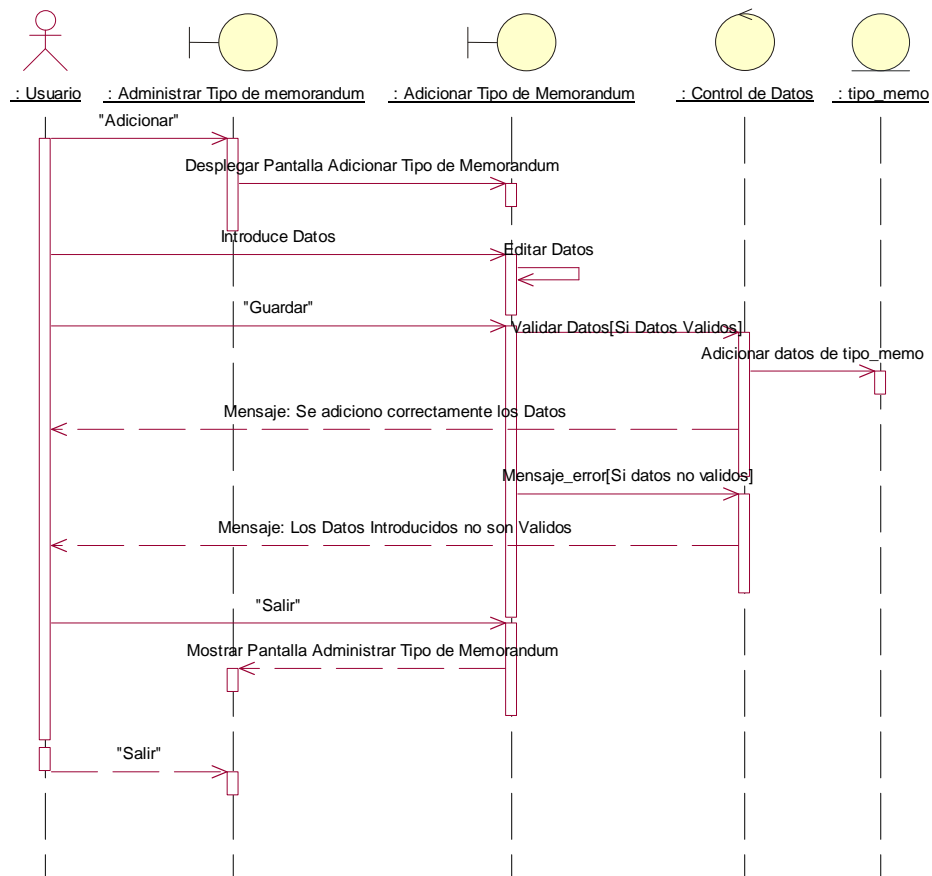 : Usuario
: Administrar Tipo de memorandum
: Adicionar Tipo de Memorandum
: Control de Datos
: tipo_memo
"Adicionar"
Desplegar Pantalla Adicionar Tipo de Memorandum
Introduce Datos
Editar Datos
"Guardar"
Validar Datos[Si Datos Validos]
Adicionar datos de tipo_memo
Mensaje: Se adiciono correctamente los Datos
Mensaje_error[Si datos no validos]
Mensaje: Los Datos Introducidos no son Validos
"Salir"
Mostrar Pantalla Administrar Tipo de Memorandum
"Salir"